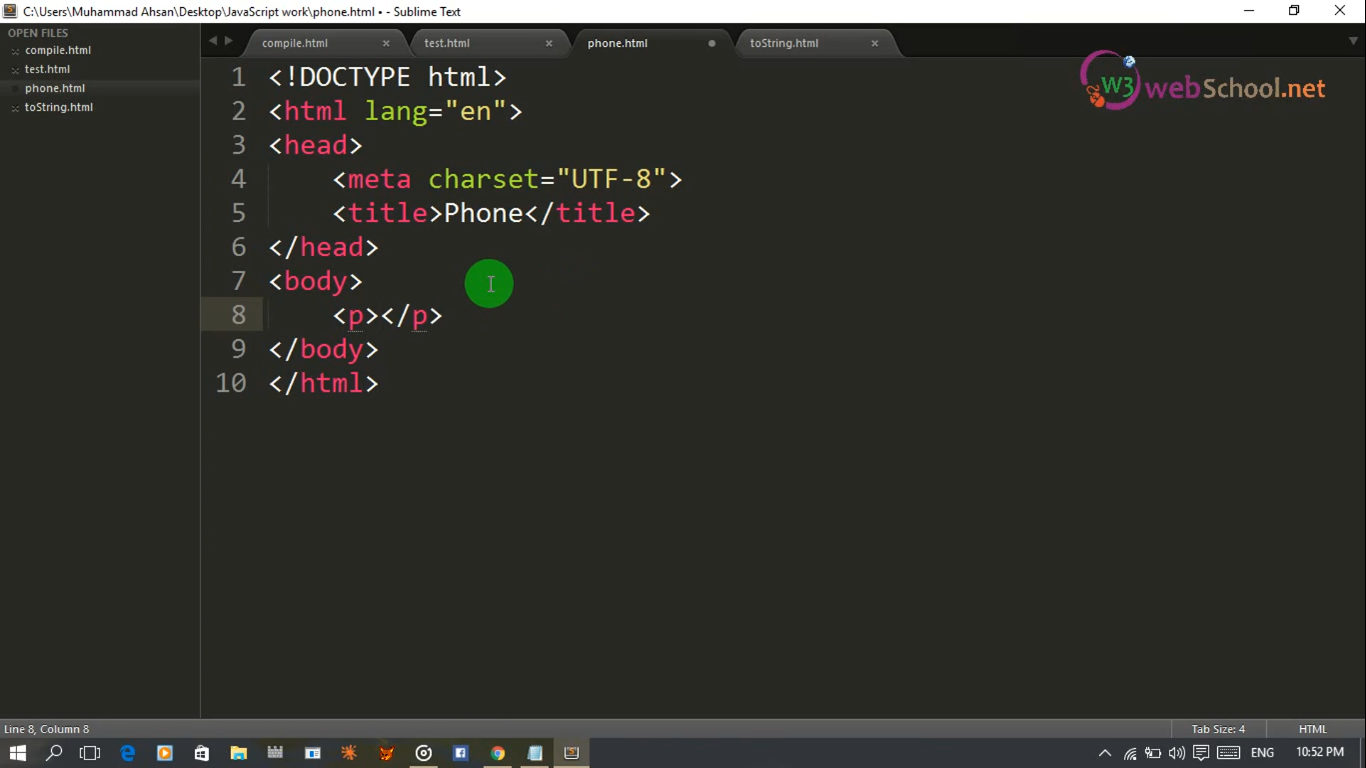 C:\Users\Muhammad Ahsan\Desktop\JavaScript work\phone.html • - Sublime Text
OPEN FILES
compile.html
test.html
phone.html
toString.html
compile.html test.html phone.html toString.html
W3 webSchool.net
1 <!DOCTYPE html>
2 <html lang="en">
3 <head>
4 <meta charset="UTF-8">
5 <title>Phone</title>
6 </head>
7 <body>
8 <p></p>
9 </body>
10 </html>
Line 8, Column 8 Tab Size: 4 HTML
ENG 10:52 PM